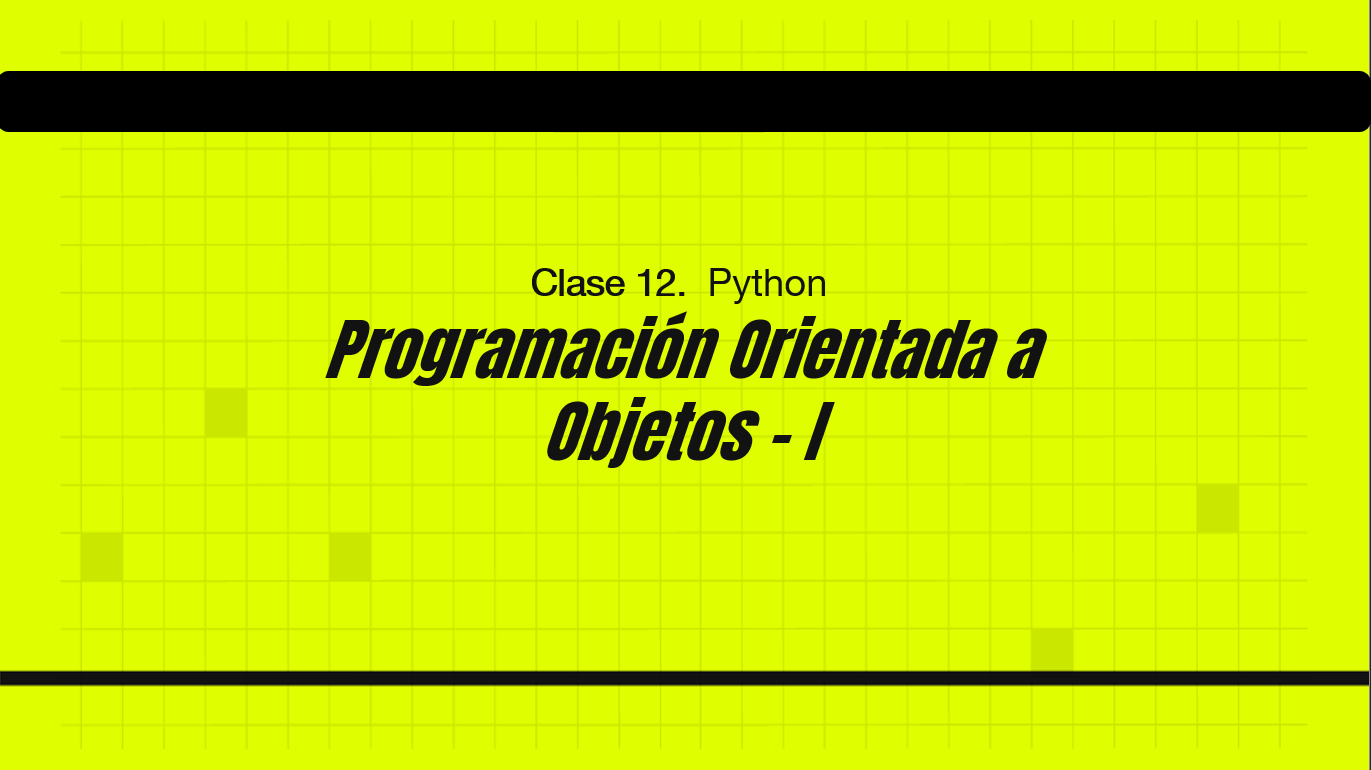 Clase 12. Python
Programación Orientada a
Objetos - I